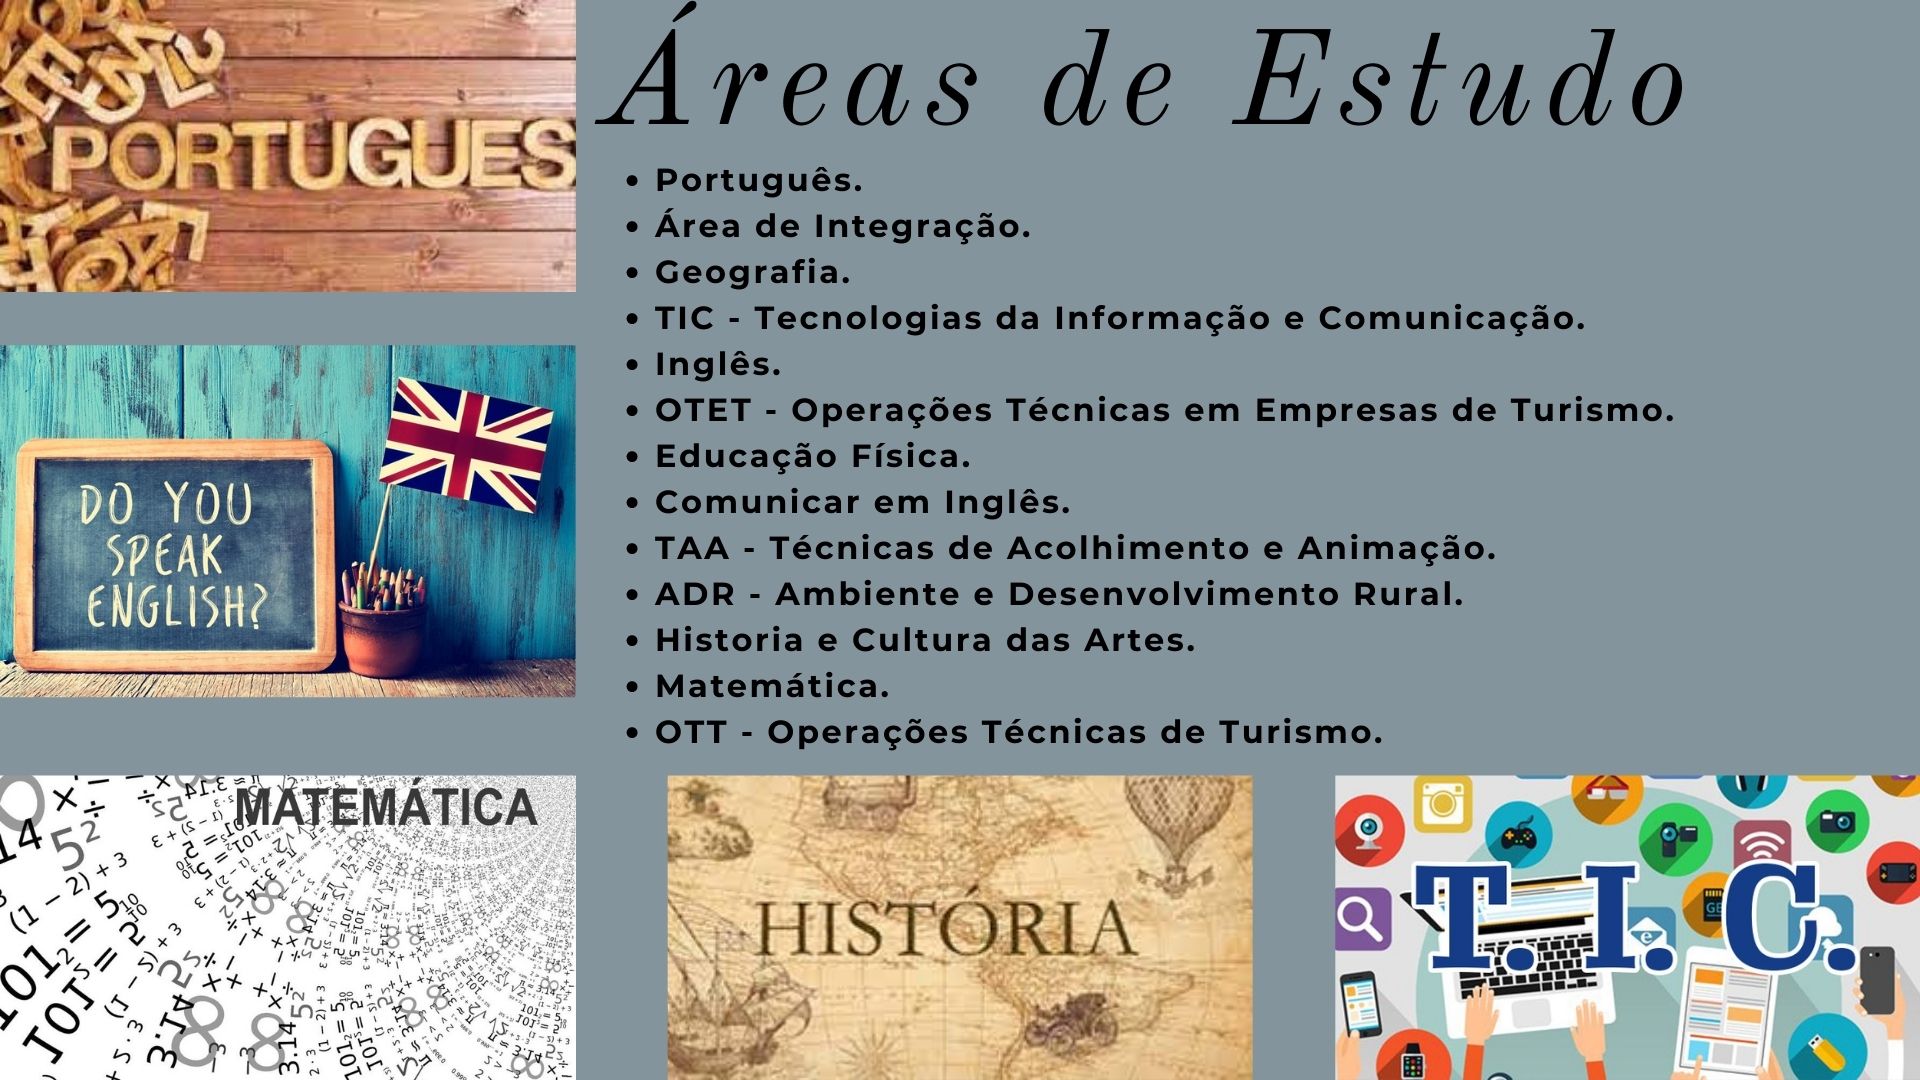 Áreas de Estudo
PORTUGUES
• Português.
• Área de Integração.
• Geografia.
• TIC - Tecnologias da Informação e Comunicação.
• Inglês.
• OTET - Operações Técnicas em Empresas de Turismo.
• Educação Física.
• Comunicar em Inglês.
• TAA - Técnicas de Acolhimento e Animação.
• ADR - Ambiente e Desenvolvimento Rural.
• Historia e Cultura das Artes.
• Matemática.
• OTT - Operações Técnicas de Turismo.
DO YOU
SPEAK
ENGLISH?
MATEMÁTICA
HISTÓRIA
T. I. C.